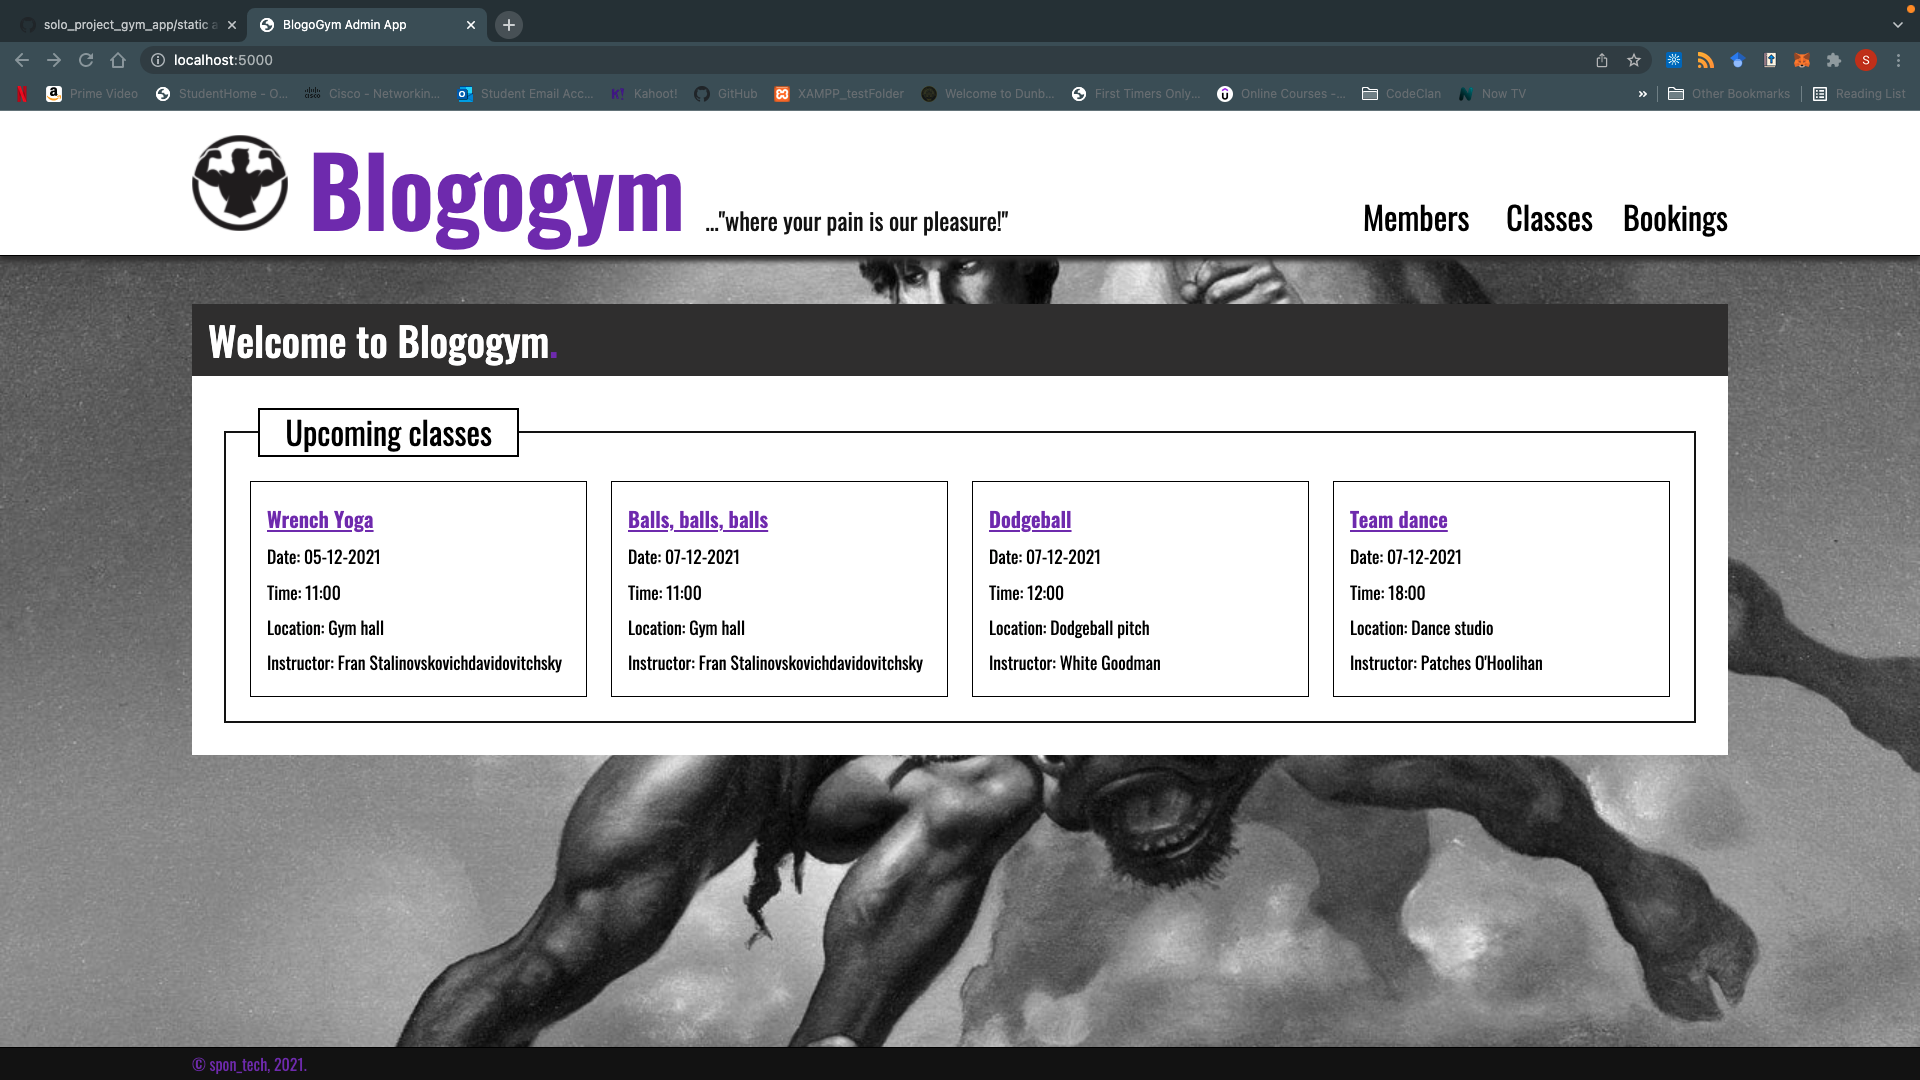 solo_project_gym_app/static a
BlogoGym Admin App
localhost:5000
S
Prime Video
StudentHome - O...
Cisco - Networkin...
Student Email Acc...
Kahoot!
GitHub
XAMPP_testFolder
Welcome to Dunb...
First Timers Only...
Online Courses -...
CodeClan
Now TV
Other Bookmarks
Reading List
Blogogym
..."where your pain is our pleasure!"
Members
Classes
Bookings
Welcome to Blogogym.
Upcoming classes
Wrench Yoga
Date: 05-12-2021
Time: 11:00
Location: Gym hall
Instructor: Fran Stalinovskovichdavidovitchsky
Balls, balls, balls
Date: 07-12-2021
Time: 11:00
Location: Gym hall
Instructor: Fran Stalinovskovichdavidovitchsky
Dodgeball
Date: 07-12-2021
Time: 12:00
Location: Dodgeball pitch
Instructor: White Goodman
Team dance
Date: 07-12-2021
Time: 18:00
Location: Dance studio
Instructor: Patches O'Hoolihan
© spon_tech, 2021.